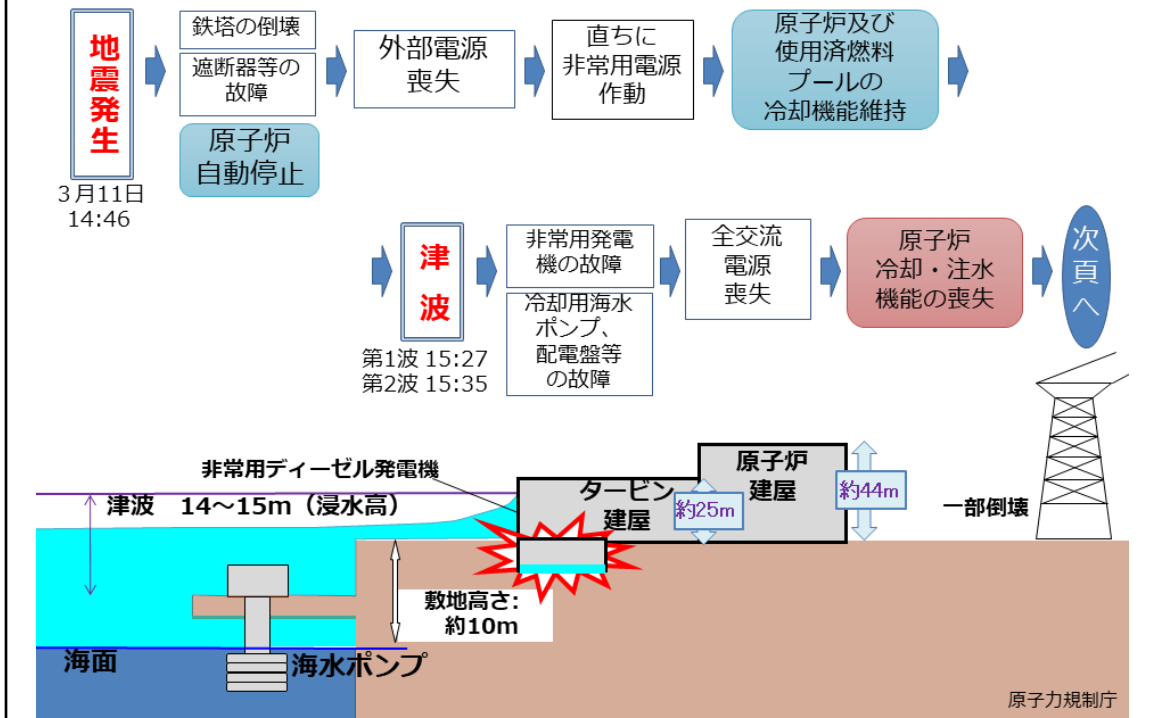 地震発生
3月11日
14:46
鉄塔の倒壊
遮断器等の
故障
原子炉
自動停止
外部電源
喪失
直ちに
非常用電源
作動
原子炉及び
使用済燃料
プールの
冷却機能維持
津波
第1波 15:27
第2波 15:35
非常用発電
機の故障
冷却用海水
ポンプ、
配電盤等
の故障
全交流
電源
喪失
原子炉
冷却・注水
機能の喪失
次頁へ
非常用ディーゼル発電機
津波 14～15m（浸水高）
タービン
建屋
約25m
原子炉
建屋
約44m
一部倒壊
敷地高さ:
約10m
海面
海水ポンプ
原子力規制庁